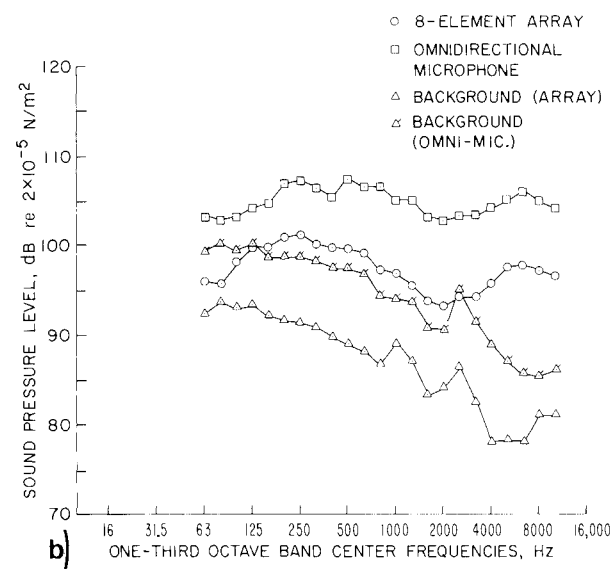 8-ELEMENT ARRAY
OMNIDIRECTIONAL
MICROPHONE
BACKGROUND (ARRAY)
BACKGROUND
(OMNI-MIC.)
120
110
100
90
80
70
SOUND PRESSURE LEVEL, dB re 2×10⁻⁵ N/m²
16 31.5 63 125 250 500 1000 2000 4000 8000 16,000
b) ONE-THIRD OCTAVE BAND CENTER FREQUENCIES, Hz